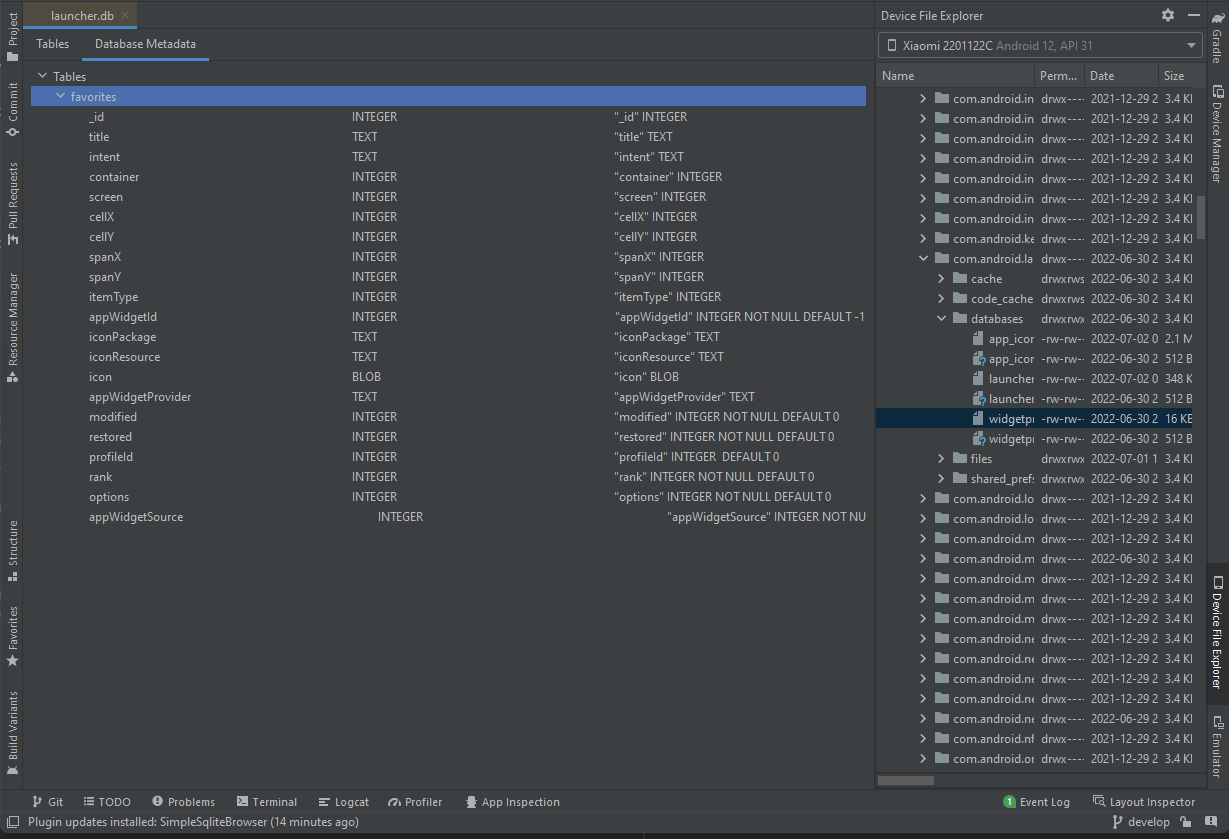 launcher.db
Tables Database Metadata
Tables
favorites
_id INTEGER "_id" INTEGER
title TEXT "title" TEXT
intent TEXT "intent" TEXT
container INTEGER "container" INTEGER
screen INTEGER "screen" INTEGER
cellX INTEGER "cellX" INTEGER
cellY INTEGER "cellY" INTEGER
spanX INTEGER "spanX" INTEGER
spanY INTEGER "spanY" INTEGER
itemType INTEGER "itemType" INTEGER
appWidgetId INTEGER "appWidgetId" INTEGER NOT NULL DEFAULT -1
iconPackage TEXT "iconPackage" TEXT
iconResource TEXT "iconResource" TEXT
icon BLOB "icon" BLOB
appWidgetProvider TEXT "appWidgetProvider" TEXT
modified INTEGER "modified" INTEGER NOT NULL DEFAULT 0
restored INTEGER "restored" INTEGER NOT NULL DEFAULT 0
profileId INTEGER "profileId" INTEGER DEFAULT 0
rank INTEGER "rank" INTEGER NOT NULL DEFAULT 0
options INTEGER "options" INTEGER NOT NULL DEFAULT 0
appWidgetSource INTEGER "appWidgetSource" INTEGER NOT NU
Device File Explorer
Xiaomi 2201122C Android 12, API 31
Name Perm... Date Size
com.android.in drwx---- 2021-12-29 2 3.4 KI
com.android.in drwx---- 2021-12-29 2 3.4 KI
com.android.in drwx---- 2021-12-29 2 3.4 KI
com.android.in drwx---- 2021-12-29 2 3.4 KI
com.android.in drwx---- 2021-12-29 2 3.4 KI
com.android.in drwx---- 2021-12-29 2 3.4 KI
com.android.in drwx---- 2021-12-29 2 3.4 KI
com.android.ke drwx---- 2021-12-29 2 3.4 KI
com.android.la drwx---- 2022-06-30 2 3.4 KI
cache drwxrws 2022-06-30 2 3.4 KI
code_cache drwxrws 2022-06-30 2 3.4 KI
databases drwxrwx 2022-06-30 2 3.4 KI
app_icor -rw-rw-- 2022-07-02 0 2.1 M
app_icor -rw-rw-- 2022-06-30 2 512 B
launcher -rw-rw-- 2022-07-02 0 348 K
launcher -rw-rw-- 2022-06-30 2 512 B
widgetpr -rw-rw-- 2022-06-30 2 16 KE
widgetpr -rw-rw-- 2022-06-30 2 512 B
files drwxrwx 2022-07-01 1 3.4 KI
shared_prefs drwxrwx 2022-06-30 2 3.4 KI
com.android.lo drwx---- 2021-12-29 2 3.4 KI
com.android.lo drwx---- 2021-12-29 2 3.4 KI
com.android.m drwx---- 2021-12-29 2 3.4 KI
com.android.m drwx---- 2022-06-30 2 3.4 KI
com.android.m drwx---- 2021-12-29 2 3.4 KI
com.android.m drwx---- 2021-12-29 2 3.4 KI
com.android.m drwx---- 2021-12-29 2 3.4 KI
com.android.ne drwx---- 2021-12-29 2 3.4 KI
com.android.ne drwx---- 2021-12-29 2 3.4 KI
com.android.ne drwx---- 2021-12-29 2 3.4 KI
com.android.ne drwx---- 2021-12-29 2 3.4 KI
com.android.ne drwx---- 2022-06-29 2 3.4 KI
com.android.nf drwx---- 2021-12-29 2 3.4 KI
com.android.or drwx---- 2021-12-29 2 3.4 KI
Project
Commit
Pull Requests
Resource Manager
Structure
Favorites
Build Variants
Gradle
Device Manager
Device File Explorer
Emulator
Git TODO Problems Terminal Logcat Profiler App Inspection 1 Event Log Layout Inspector
Plugin updates installed: SimpleSqliteBrowser (14 minutes ago) develop